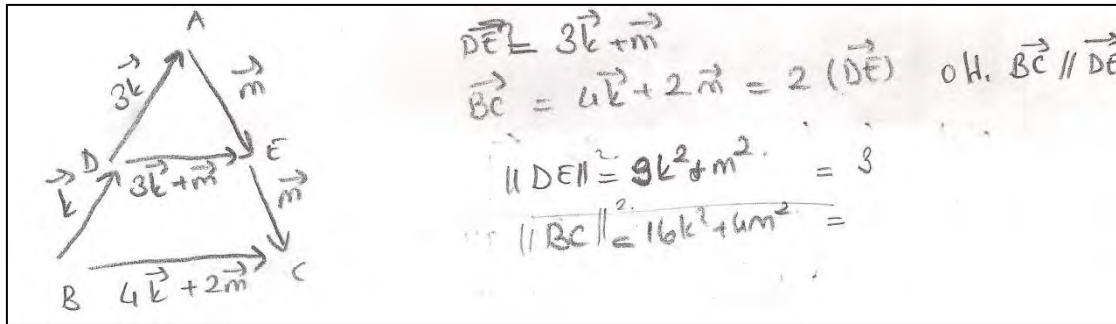 A
3k⃗ m⃗
D E
3k⃗+m⃗
k⃗ m⃗
B C
4k⃗+2m⃗
DE⃗ = 3k⃗+m⃗
BC⃗ = 4k⃗+2m⃗ = 2 (DE⃗) oH. BC⃗ // DE⃗
||DE||² = 9k²+m² = 3
||BC||² = 16k²+4m² =